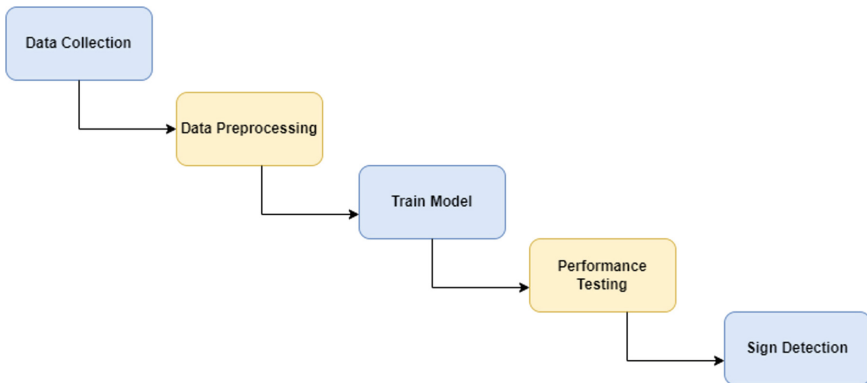 Data Collection
Data Preprocessing
Train Model
Performance
Testing
Sign Detection